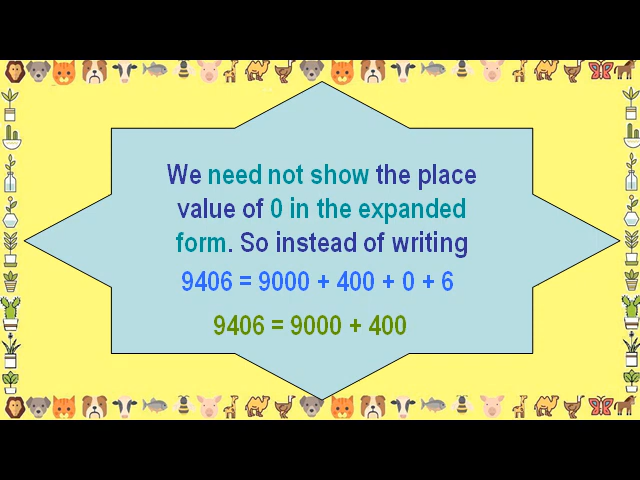 We need not show the place
value of 0 in the expanded
form. So instead of writing
9406 = 9000 + 400 + 0 + 6
9406 = 9000 + 400